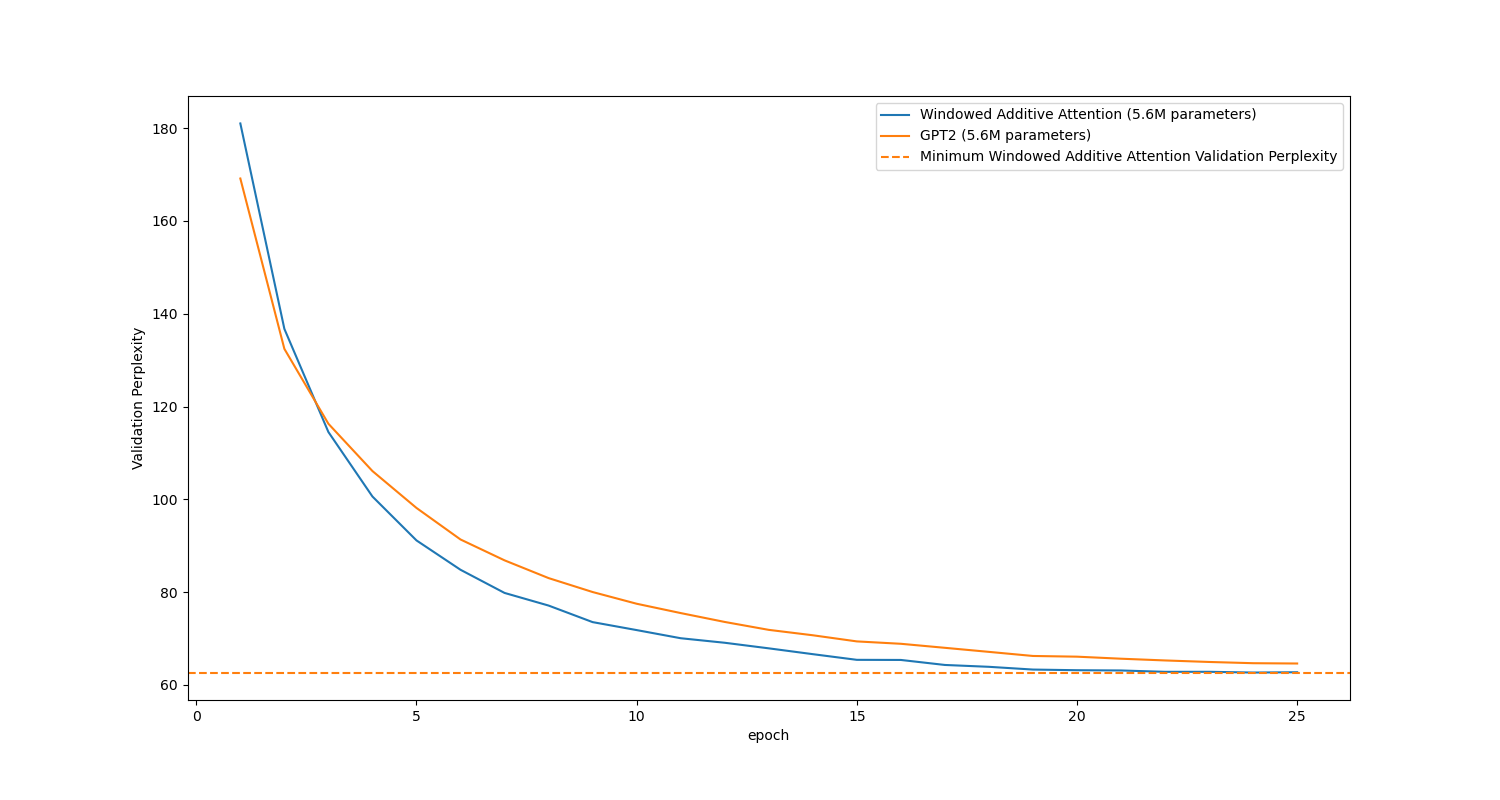 Windowed Additive Attention (5.6M parameters)
GPT2 (5.6M parameters)
Minimum Windowed Additive Attention Validation Perplexity
180
160
140
120
100
80
60
Validation Perplexity
0 5 10 15 20 25
epoch